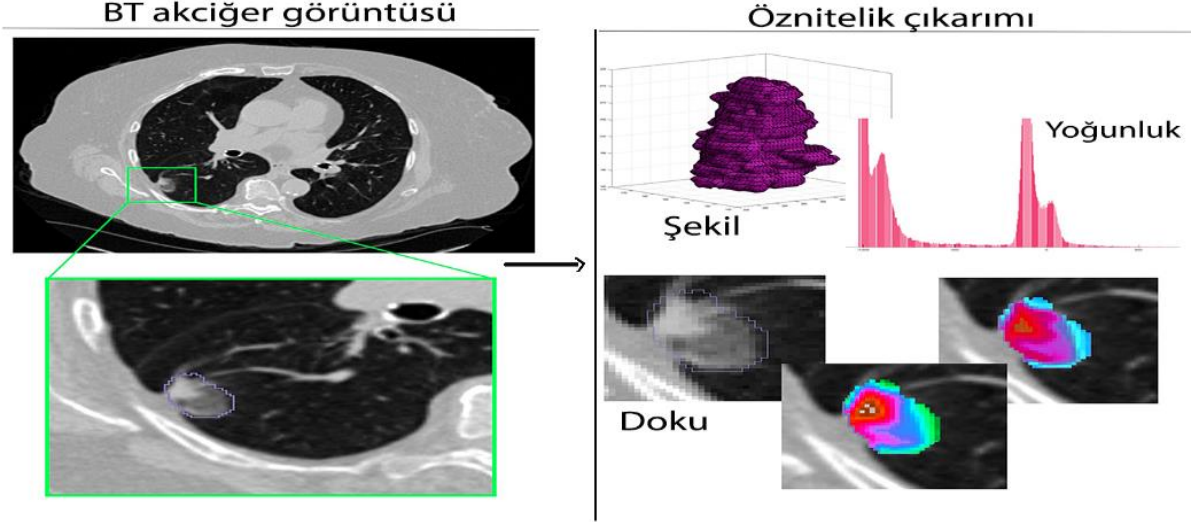 BT akciğer görüntüsü
Öznitelik çıkarımı
Yoğunluk
Şekil
Doku